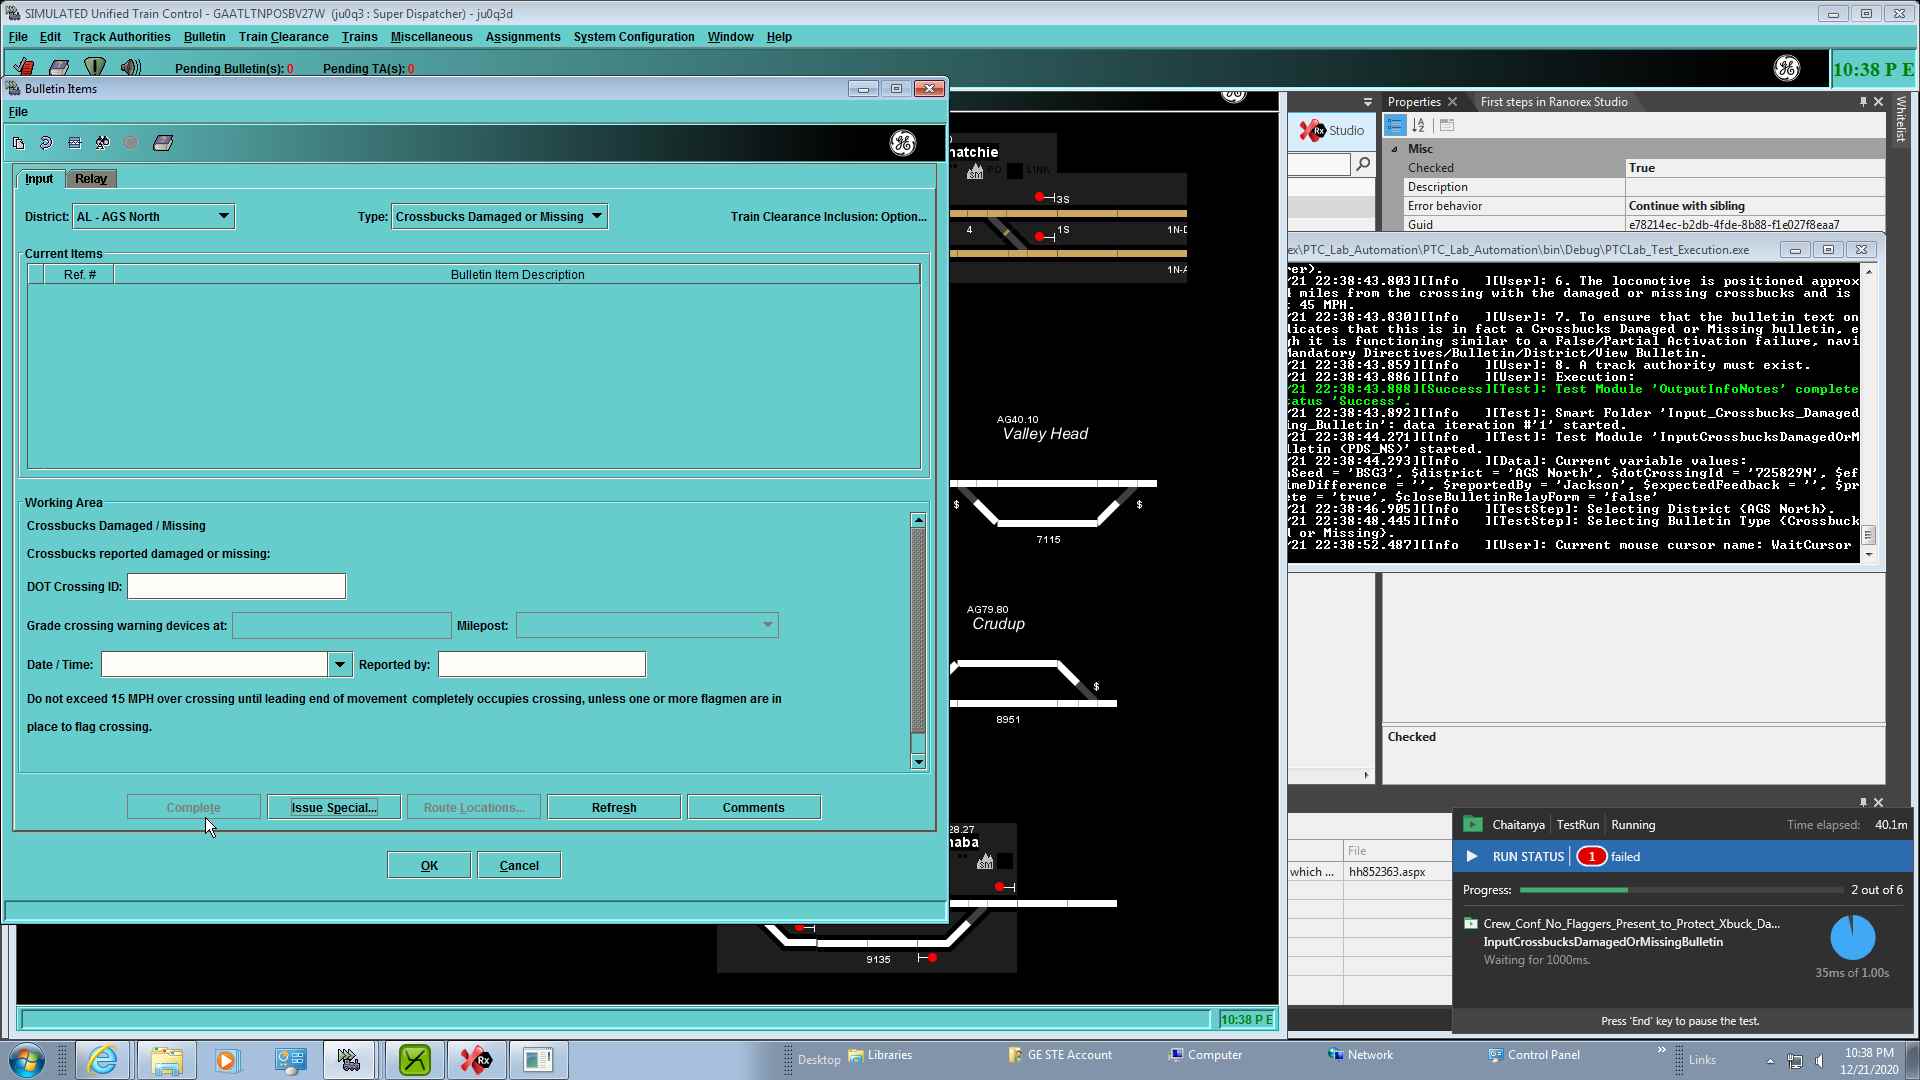 SIMULATED Unified Train Control - GAATLTNPOSBV27W (ju0q3 : Super Dispatcher) - ju0q3d
File Edit Track Authorities Bulletin Train Clearance Trains Miscellaneous Assignments System Configuration Window Help
Pending Bulletin(s): 0 Pending TA(s): 0
10:38 P E
Bulletin Items
File
Input Relay
District: AL - AGS North Type: Crossbucks Damaged or Missing Train Clearance Inclusion: Option...
Current Items
Ref. # Bulletin Item Description
Working Area
Crossbucks Damaged / Missing
Crossbucks reported damaged or missing:
DOT Crossing ID:
Grade crossing warning devices at: Milepost:
Date / Time: Reported by:
Do not exceed 15 MPH over crossing until leading end of movement completely occupies crossing, unless one or more flagmen are in
place to flag crossing.
Complete Issue Special... Route Locations... Refresh Comments
OK Cancel
natchie
SM LINK
3S
4 1S 1N-D
1N-A
AG40.10
Valley Head
$ $
7115
AG79.80
Crudup
$
8951
28.27
naba
SM
9135
10:38 P E
Properties First steps in Ranorex Studio
Whitelist
Rx Studio
Misc
Checked True
Description
Error behavior Continue with sibling
Guid e78214ec-b2db-4fde-8b88-f1e027f8eaa7
ex\PTC_Lab_Automation\PTC_Lab_Automation\bin\Debug\PTCLab_Test_Execution.exe
er).
/21 22:38:43.803][Info ][User]: 6. The locomotive is positioned approx
miles from the crossing with the damaged or missing crossbucks and is
45 MPH.
/21 22:38:43.830][Info ][User]: 7. To ensure that the bulletin text on
dicates that this is in fact a Crossbucks Damaged or Missing bulletin, e
gh it is functioning similar to a False/Partial Activation failure, navi
Mandatory Directives/Bulletin/District/View Bulletin.
/21 22:38:43.859][Info ][User]: 8. A track authority must exist.
/21 22:38:43.886][Info ][User]: Execution:
/21 22:38:43.888][Success][Test]: Test Module 'OutputInfoNotes' complete
tatus 'Success'.
/21 22:38:43.892][Info ][Test]: Smart Folder 'Input_Crossbucks_Damaged
ing_Bulletin': data iteration #'1' started.
/21 22:38:44.271][Info ][Test]: Test Module 'InputCrossbucksDamagedOrM
lletin (PDS_NS)' started.
/21 22:38:44.293][Info ][Data]: Current variable values:
nSeed = 'BSG3', $district = 'AGS North', $dotCrossingId = '725829N', $ef
imeDifference = '', $reportedBy = 'Jackson', $expectedFeedback = '', $pr
ete = 'true', $closeBulletinRelayForm = 'false'
/21 22:38:46.905][Info ][TestStep]: Selecting District {AGS North}.
/21 22:38:48.445][Info ][TestStep]: Selecting Bulletin Type {Crossbuck
d or Missing}.
/21 22:38:52.487][Info ][User]: Current mouse cursor name: WaitCursor
Checked
File
which ... hh852363.aspx
Chaitanya TestRun Running Time elapsed: 40.1m
RUN STATUS 1 failed
Progress: 2 out of 6
Crew_Conf_No_Flaggers_Present_to_Protect_Xbuck_Da...
InputCrossbucksDamagedOrMissingBulletin
Waiting for 1000ms.
35ms of 1.00s
Press 'End' key to pause the test.
Desktop Libraries GE STE Account Computer Network Control Panel Links
10:38 PM
12/21/2020